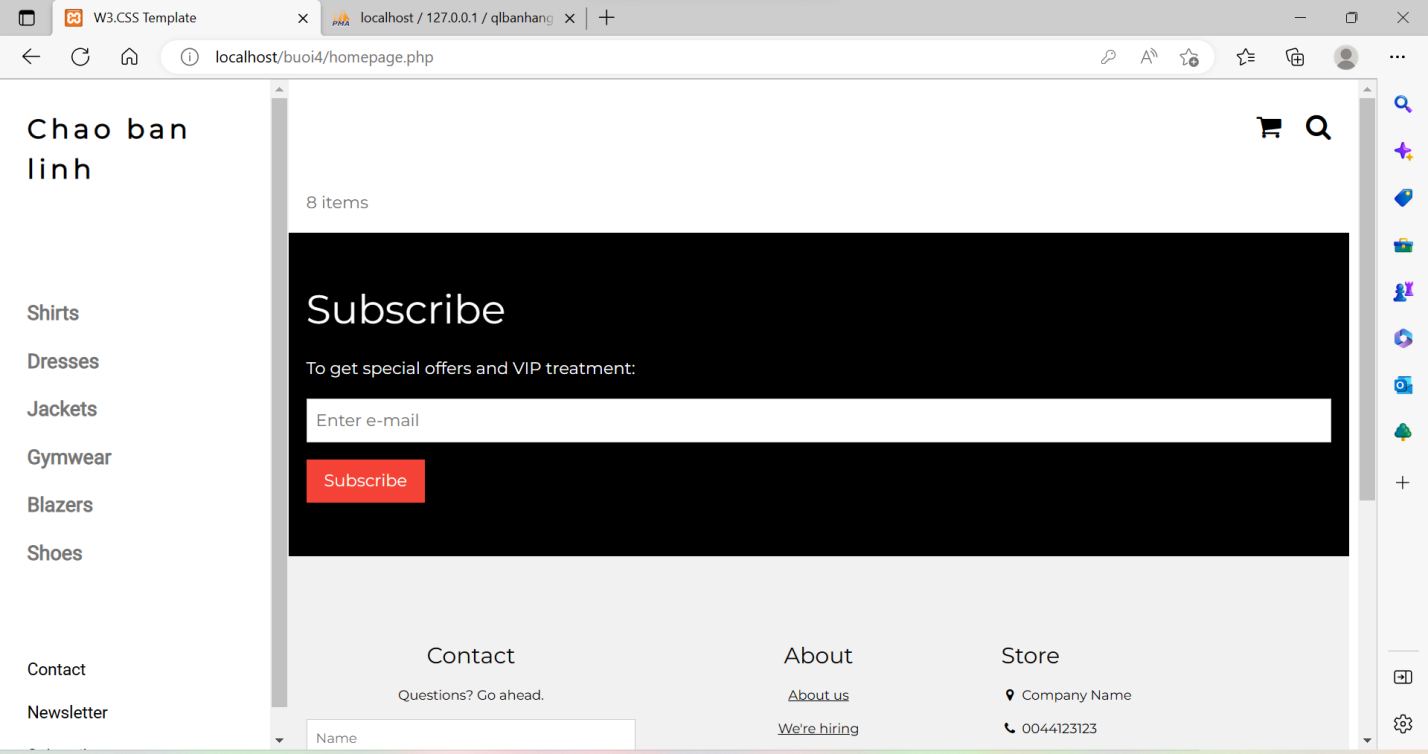 W3.CSS Template
PMA
localhost / 127.0.0.1 / qlbanhang
localhost/buoi4/homepage.php
Chao ban
linh
8 items
Shirts
Dresses
Jackets
Gymwear
Blazers
Shoes
Contact
Newsletter
Subscribe
To get special offers and VIP treatment:
Enter e-mail
Subscribe
Contact
Questions? Go ahead.
Name
About
About us
We're hiring
Store
Company Name
0044123123